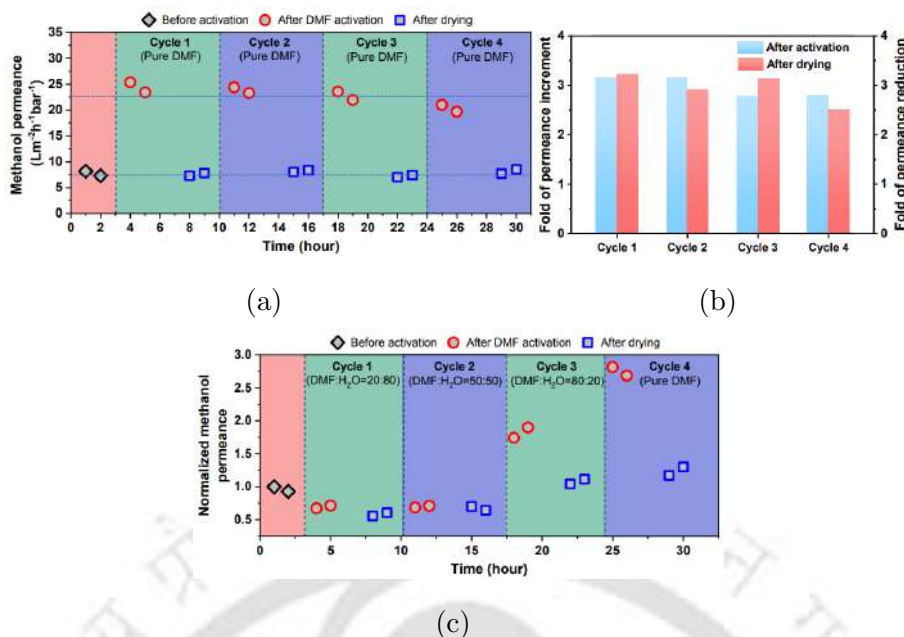 Before activation After DMF activation After drying
Cycle 1 Cycle 2 Cycle 3 Cycle 4
(Pure DMF) (Pure DMF) (Pure DMF) (Pure DMF)
Methanol permeance
(Lm⁻²h⁻¹bar⁻¹)
35
30
25
20
15
10
5
0
0 2 4 6 8 10 12 14 16 18 20 22 24 26 28 30
Time (hour)
(a)
After activation
After drying
Fold of permeance increment
4
3
2
1
0
Cycle 1 Cycle 2 Cycle 3 Cycle 4
4
3
2
1
0
Fold of permeance reduction
(b)
Before activation After DMF activation After drying
Cycle 1 Cycle 2 Cycle 3 Cycle 4
(DMF:H₂O=20:80) (DMF:H₂O=50:50) (DMF:H₂O=80:20) (Pure DMF)
Normalized methanol
permeance
3.0
2.5
2.0
1.5
1.0
0.5
0 5 10 15 20 25 30
Time (hour)
(c)